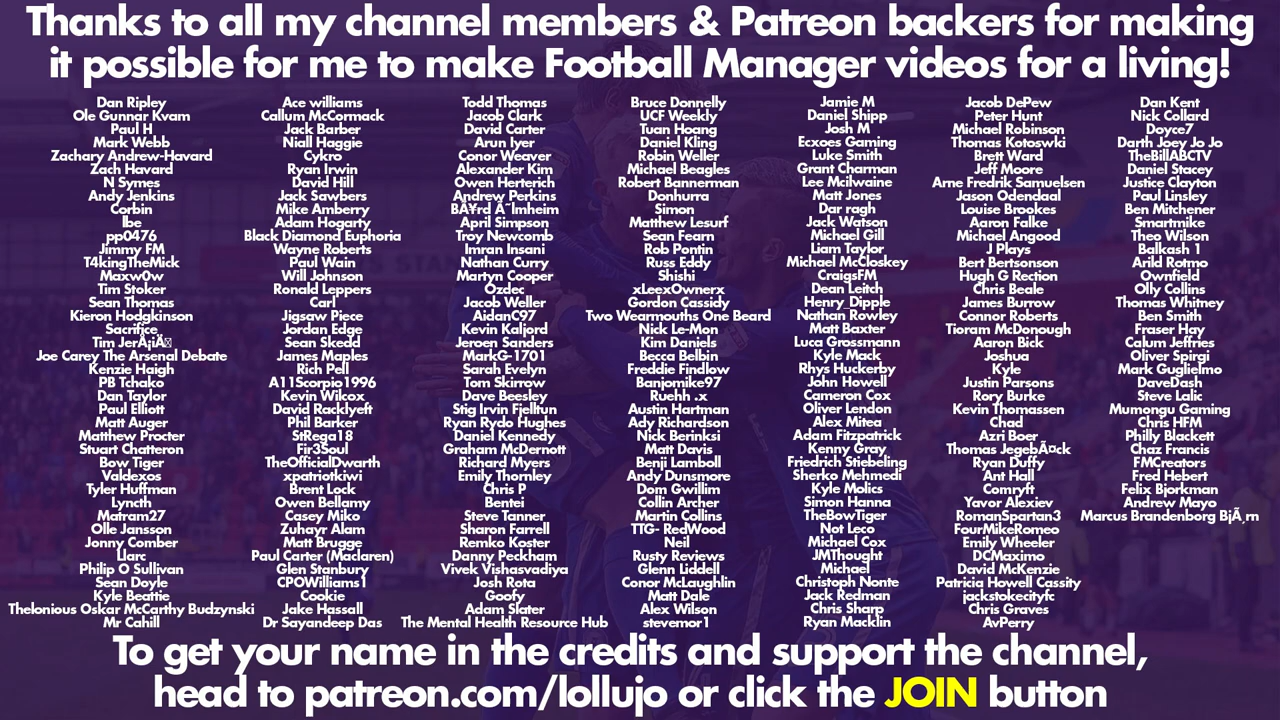 Thanks to all my channel members & Patreon backers for making
it possible for me to make Football Manager videos for a living!
Dan Ripley
Ole Gunnar Kvam
Paul H
Mark Webb
Zachary Andrew-Havard
Zach Havard
N Symes
Andy Jenkins
Corbin
Ibe
pp0476
Jimmy FM
T4kingTheMick
Maxw0w
Tim Stoker
Sean Thomas
Kieron Hodgkinson
Sacrifice
Tim
Joe Carey The Arsenal Debate
Kenzie Haigh
PB Tchako
Dan Taylor
Paul Elliott
Matt Auger
Matthew Procter
Stuart Chatteron
Bow Tiger
Valdexos
Tyler Huffman
Lyncth
Matram27
Olle Jansson
Jonny Comber
Llarc
Philip O Sullivan
Sean Doyle
Kyle Beattie
Thelonious Oskar McCarthy Budzynski
Mr Cahill
Ace williams
Callum McCormack
Jack Barber
Niall Haggie
Cykro
Ryan Irwin
David Hill
Jack Sawbers
Mike Amberry
Adam Hogarty
Black Diamond Euphoria
Wayne Roberts
Paul Wain
Will Johnson
Ronald Leppers
Carl
Jigsaw Piece
Jordan Edge
Sean Skedd
James Maples
Rich Pell
A11Scorpio1996
Kevin Wilcox
David Racklyeft
Phil Barker
StRega18
Fir3Soul
TheOfficialDwarth
xpatriotkiwi
Brent Lock
Owen Bellamy
Casey Miko
Zuhayr Alam
Matt Brugge
Paul Carter (Maclaren)
Glen Stanbury
CPOWilliams1
Cookie
Jake Hassall
Dr Sayandeep Das
Todd Thomas
Jacob Clark
David Carter
Arun Iyer
Conor Weaver
Alexander Kim
Owen Herterich
Andrew Perkins
BÃ¥rd Ã˜lmheim
April Simpson
Troy Newcomb
Imran Insani
Nathan Curry
Martyn Cooper
Ozdec
Jacob Weller
AidanC97
Kevin Kaljord
Jeroen Sanders
MarkG-1701
Sarah Evelyn
Tom Skirrow
Dave Beesley
Stig Irvin Fjelltun
Ryan Rydo Hughes
Daniel Kennedy
Graham McDernott
Richard Myers
Emily Thornley
Chris P
Bentei
Steve Tanner
Sharon Farrell
Remko Koster
Danny Peckham
Vivek Vishasvadiya
Josh Rota
Goofy
Adam Slater
The Mental Health Resource Hub
Bruce Donnelly
UCF Weekly
Tuan Hoang
Daniel Kling
Robin Weller
Michael Beagles
Robert Bannerman
Donhurra
Simon
Matthew Lesurf
Sean Fearn
Rob Pontin
Russ Eddy
Shishi
xLeexOwnerx
Gordon Cassidy
Two Wearmouths One Beard
Nick Le-Mon
Kim Daniels
Becca Belbin
Freddie Findlow
Banjomike97
Ruehh .x
Austin Hartman
Ady Richardson
Nick Berinksi
Matt Davis
Benji Lamboll
Andy Dunsmore
Dom Gwillim
Collin Archer
Martin Collins
TTG- RedWood
Neil
Rusty Reviews
Glenn Liddell
Conor McLaughlin
Matt Dale
Alex Wilson
stevemor1
Jamie M
Daniel Shipp
Josh M
Ecxoes Gaming
Luke Smith
Grant Charman
Lee Mcilwaine
Matt Jones
Dar ragh
Jack Watson
Michael Gill
Liam Taylor
Michael McCloskey
CraigsFM
Dean Leitch
Henry Dipple
Nathan Rowley
Matt Baxter
Luca Grossmann
Kyle Mack
Rhys Huckerby
John Howell
Cameron Cox
Oliver Lendon
Alex Mitea
Adam Fitzpatrick
Kenny Gray
Friedrich Stiebeling
Sherko Mehmedi
Kyle Molics
Simon Hanna
TheBowTiger
Not Leco
Michael Cox
JMThought
Michael
Christoph Nonte
Jack Redman
Chris Sharp
Ryan Macklin
Jacob DePew
Peter Hunt
Michael Robinson
Thomas Kotoswki
Brett Ward
Jeff Moore
Arne Fredrik Samuelsen
Jason Odendaal
Louise Brookes
Aaron Falke
Michael Angood
J Plays
Bert Bertsonson
Hugh G Rection
Chris Beale
James Burrow
Connor Roberts
Tioram McDonough
Aaron Bick
Joshua
Kyle
Justin Parsons
Rory Burke
Kevin Thomassen
Chad
Azri Boer
Thomas JegebÃ¤ck
Ryan Duffy
Ant Hall
Comryft
Yavor Alexiev
RomanSpartan3
FourMikeRomeo
Emily Wheeler
DCMaximo
David McKenzie
Patricia Howell Cassity
jackstokecityfc
Chris Graves
AvPerry
Dan Kent
Nick Collard
Doyce7
Darth Joey Jo Jo
TheBillABCTV
Daniel Stacey
Justice Clayton
Paul Linsley
Ben Mitchener
Smartmike
Theo Wilson
Balkash 1
Arild Rotmo
Ownfield
Olly Collins
Thomas Whitney
Ben Smith
Fraser Hay
Calum Jeffries
Oliver Spirgi
Mark Guglielmo
DaveDash
Steve Lalic
Mumongu Gaming
Chris HFM
Philly Blackett
Chaz Francis
FMCreators
Fred Hebert
Felix Bjorkman
Andrew Mayo
Marcus Brandenborg BjÃ¸rn
To get your name in the credits and support the channel,
head to patreon.com/lollujo or click the JOIN button